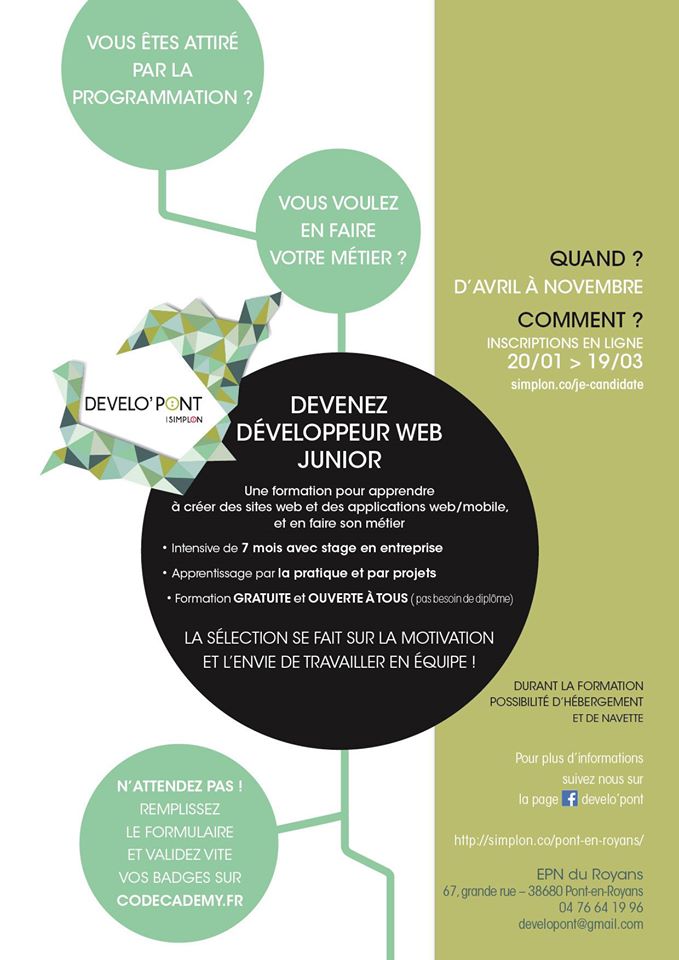 VOUS ÊTES ATTIRÉ
PAR LA
PROGRAMMATION ?
VOUS VOULEZ
EN FAIRE
VOTRE MÉTIER ?
DEVELO'PONT
SIMPLON
DEVENEZ
DÉVELOPPEUR WEB
JUNIOR
Une formation pour apprendre
à créer des sites web et des applications web/mobile,
et en faire son métier
• Intensive de 7 mois avec stage en entreprise
• Apprentissage par la pratique et par projets
• Formation GRATUITE et OUVERTE À TOUS ( pas besoin de diplôme)
LA SÉLECTION SE FAIT SUR LA MOTIVATION
ET L'ENVIE DE TRAVAILLER EN ÉQUIPE !
N'ATTENDEZ PAS !
REMPLISSEZ
LE FORMULAIRE
ET VALIDEZ VITE
VOS BADGES SUR
CODECADEMY.FR
QUAND ?
D'AVRIL À NOVEMBRE
COMMENT ?
INSCRIPTIONS EN LIGNE
20/01 > 19/03
simplon.co/je-candidate
DURANT LA FORMATION
POSSIBILITÉ D'HÉBERGEMENT
ET DE NAVETTE
Pour plus d'informations
suivez nous sur
la page f develo'pont
http://simplon.co/pont-en-royans/
EPN du Royans
67, grande rue – 38680 Pont-en-Royans
04 76 64 19 96
developont@gmail.com